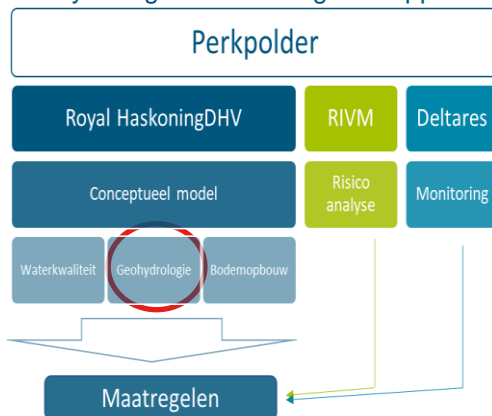 Perkpolder
Royal HaskoningDHV
RIVM
Deltares
Conceptueel model
Risico
analyse
Monitoring
Waterkwaliteit
Geohydrologie
Bodemopbouw
Maatregelen